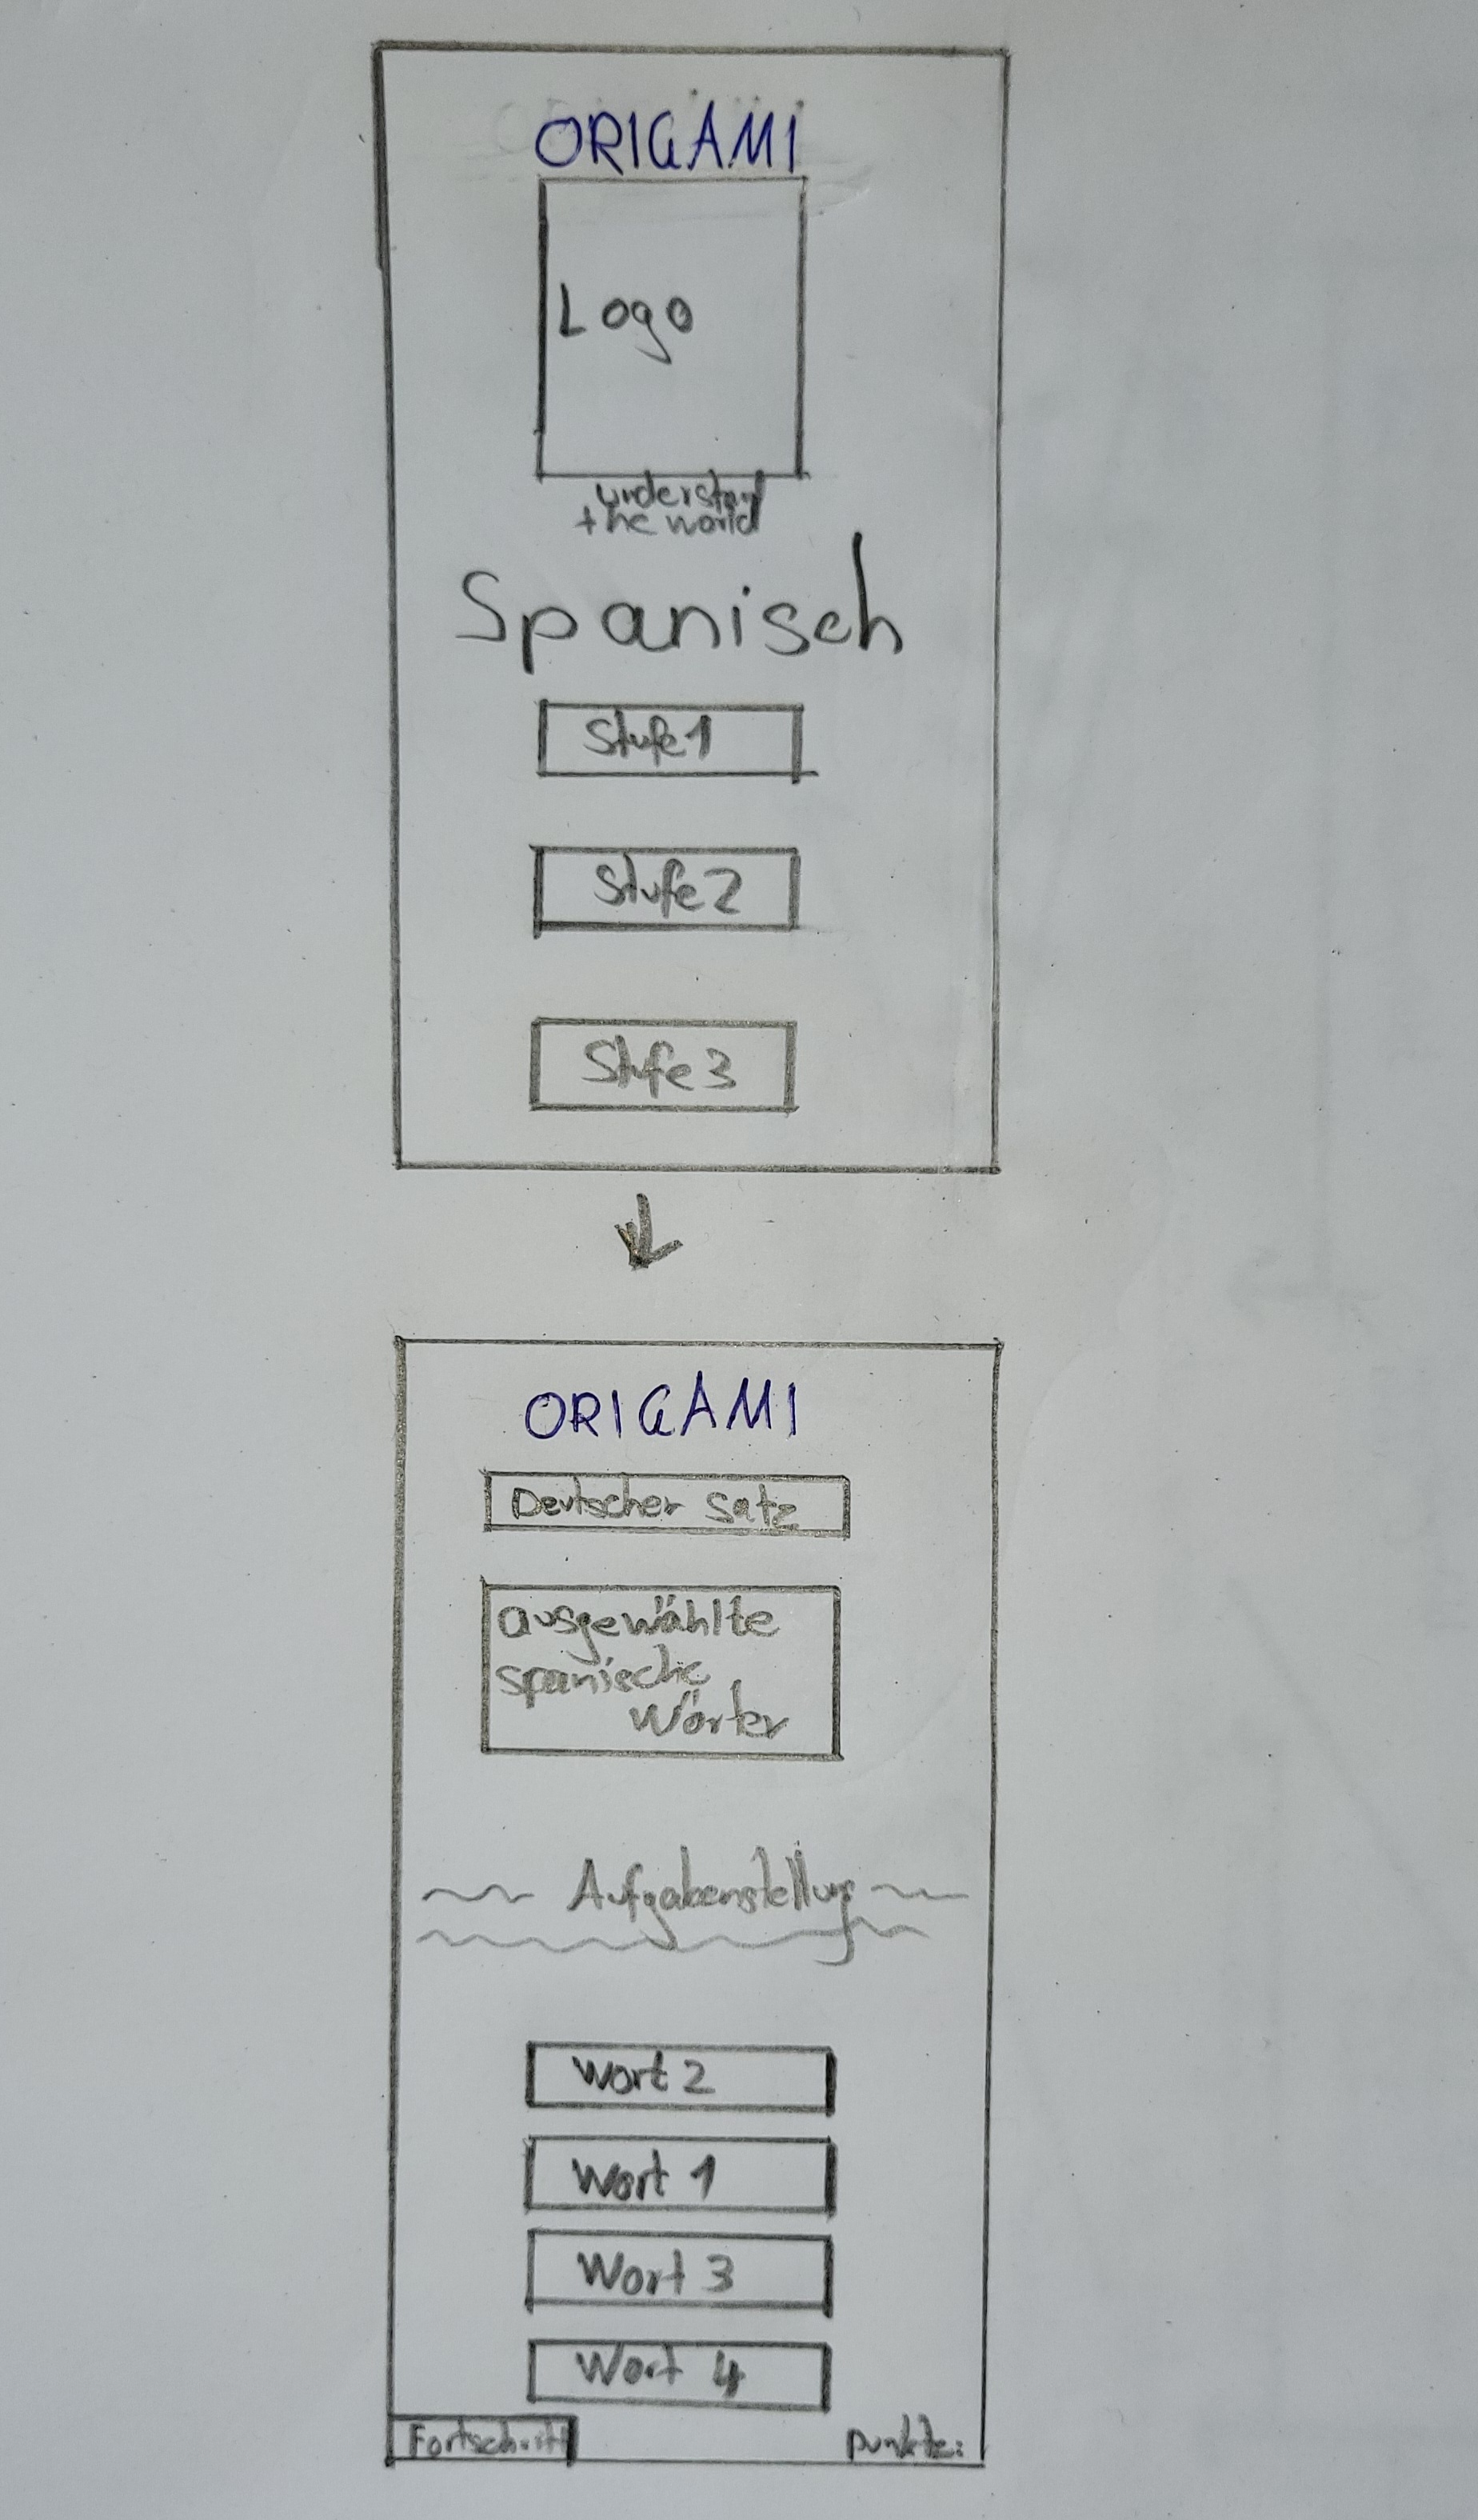 ORIGAMI
Logo
understand
the world
Spanisch
Stufe 1
Stufe 2
Stufe 3
ORIGAMI
Deutscher Satz
ausgewählte
spanische
Wörter
Aufgabenstellung
Wort 2
Wort 1
Wort 3
Wort 4
Fortschritt
Punkte: